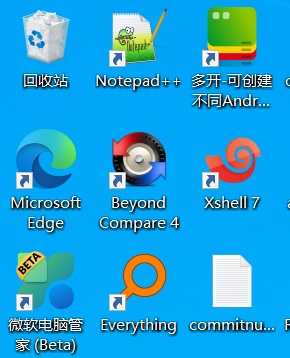 回收站
Notepad++
多开-可创建
不同Andr...
Microsoft
Edge
Beyond
Compare 4
Xshell 7
BETA
微软电脑管
家 (Beta)
Everything
commitnu...